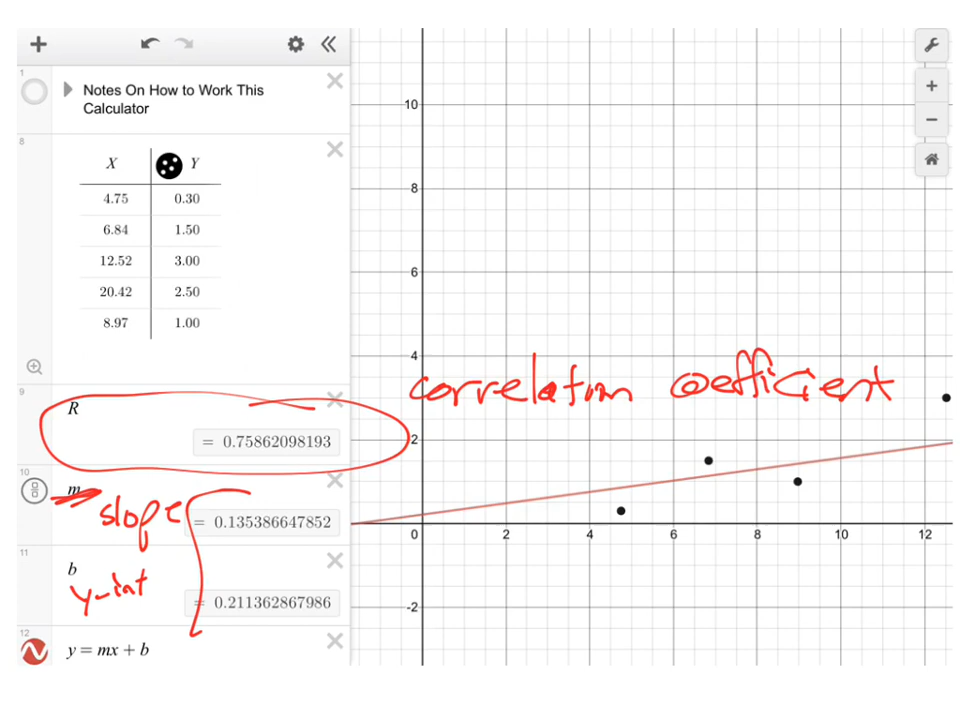 1
Notes On How to Work This
Calculator
8
X Y
4.75 0.30
6.84 1.50
12.52 3.00
20.42 2.50
8.97 1.00
9
R
= 0.75862098193
10
m
slope
= 0.135386647852
11
b
y-int
= 0.211362867986
12
y = mx + b
correlation coefficient
10
8
6
4
2
0 2 4 6 8 10 12
-2